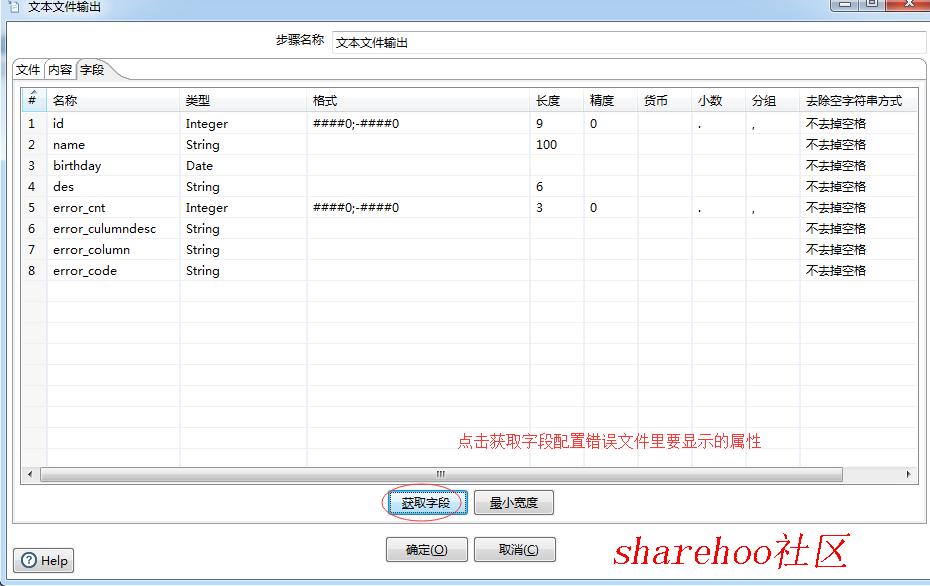 文本文件输出
步骤名称 文本文件输出
文件 内容 字段
# 名称 类型 格式 长度 精度 货币 小数 分组 去除空字符串方式
1 id Integer ####0;-####0 9 0 . , 不去掉空格
2 name String 100 不去掉空格
3 birthday Date 不去掉空格
4 des String 6 不去掉空格
5 error_cnt Integer ####0;-####0 3 0 . , 不去掉空格
6 error_culumndesc String 不去掉空格
7 error_column String 不去掉空格
8 error_code String 不去掉空格
点击获取字段配置错误文件里要显示的属性
获取字段 最小宽度
确定(O) 取消(C)
Help
sharehoo社区